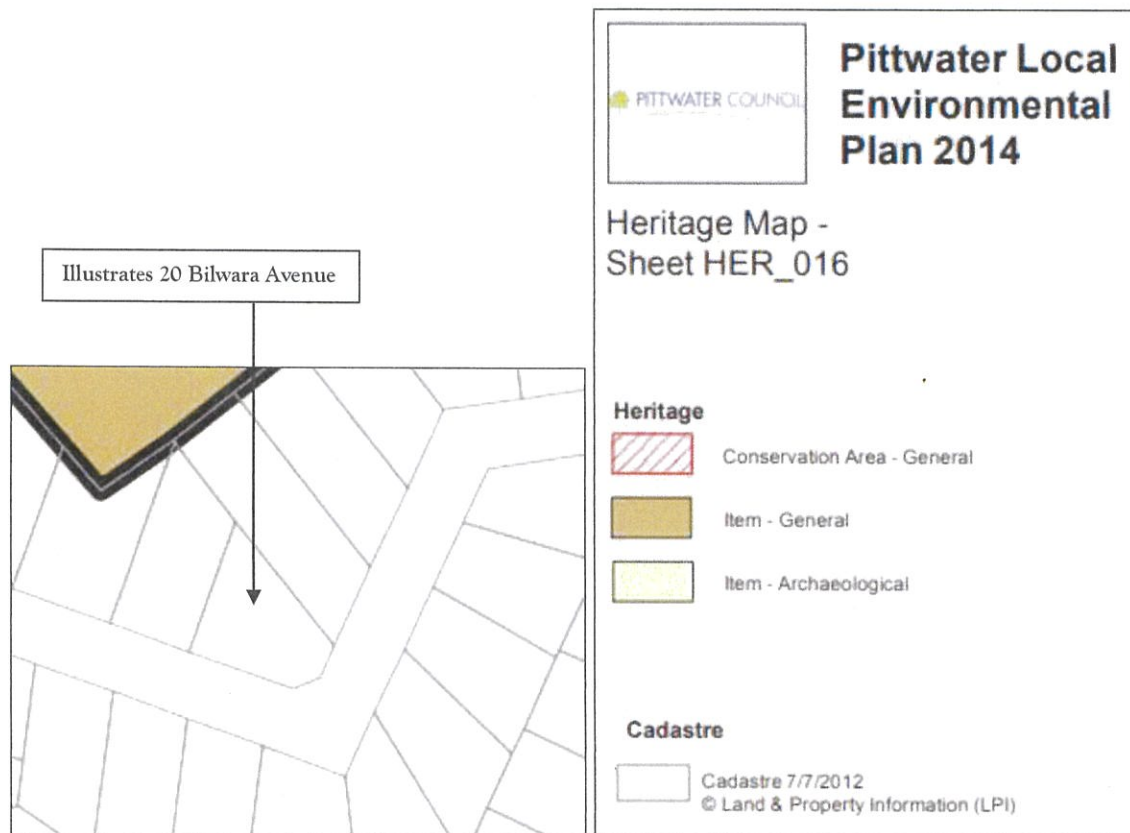 Illustrates 20 Bilwara Avenue
PITTWATER COUNCIL
Pittwater Local
Environmental
Plan 2014
Heritage Map -
Sheet HER_016
Heritage
Conservation Area - General
Item - General
Item - Archaeological
Cadastre
Cadastre 7/7/2012
© Land & Property Information (LPI)